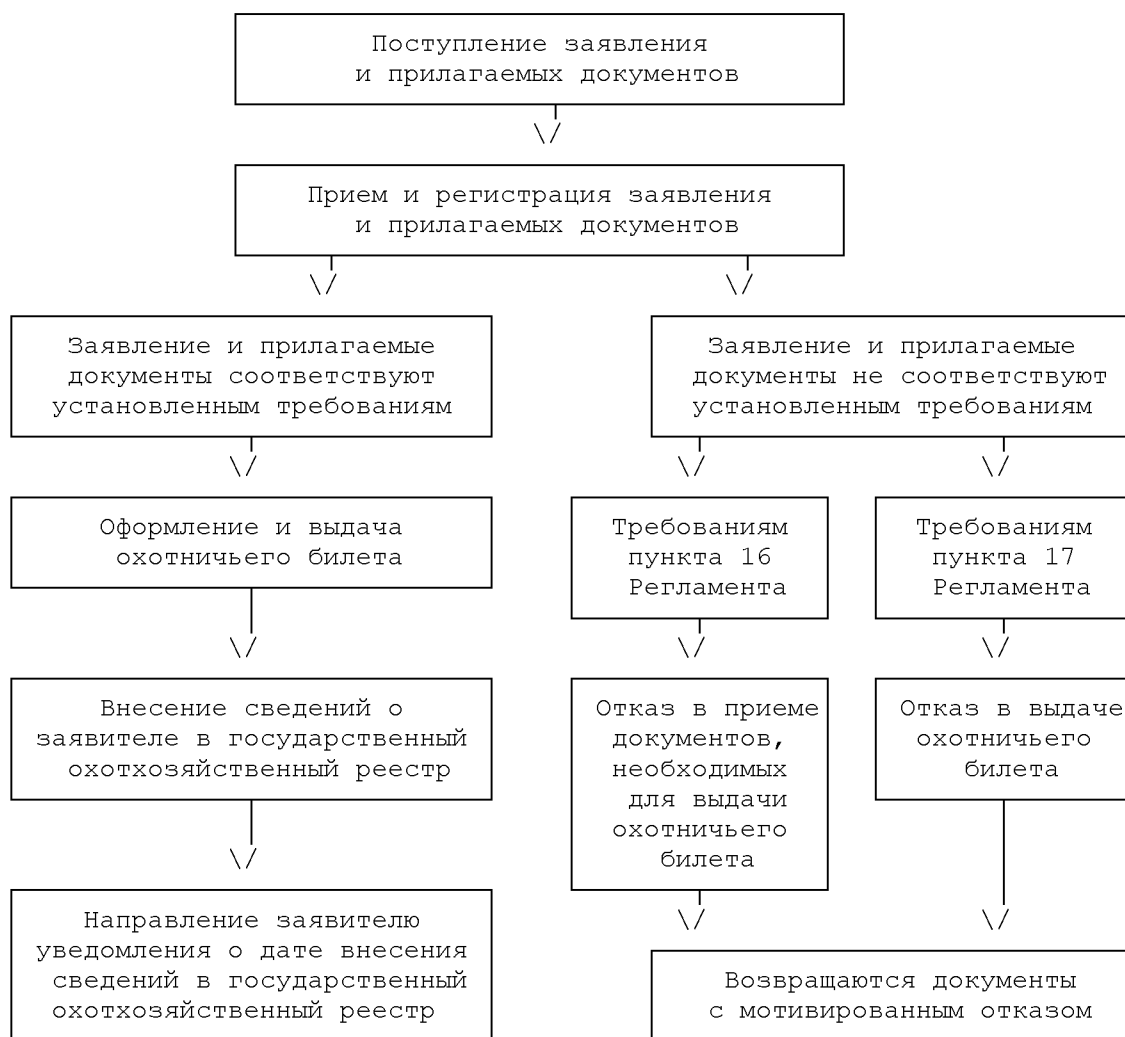 Поступление заявления
и прилагаемых документов
Прием и регистрация заявления
и прилагаемых документов
Заявление и прилагаемые
документы соответствуют
установленным требованиям
Заявление и прилагаемые
документы не соответствуют
установленным требованиям
Оформление и выдача
охотничьего билета
Требованиям
пункта 16
Регламента
Требованиям
пункта 17
Регламента
Внесение сведений о
заявителе в государственный
охотхозяйственный реестр
Отказ в приеме
документов,
необходимых
для выдачи
охотничьего
билета
Отказ в выдаче
охотничьего
билета
Направление заявителю
уведомления о дате внесения
сведений в государственный
охотхозяйственный реестр
Возвращаются документы
с мотивированным отказом